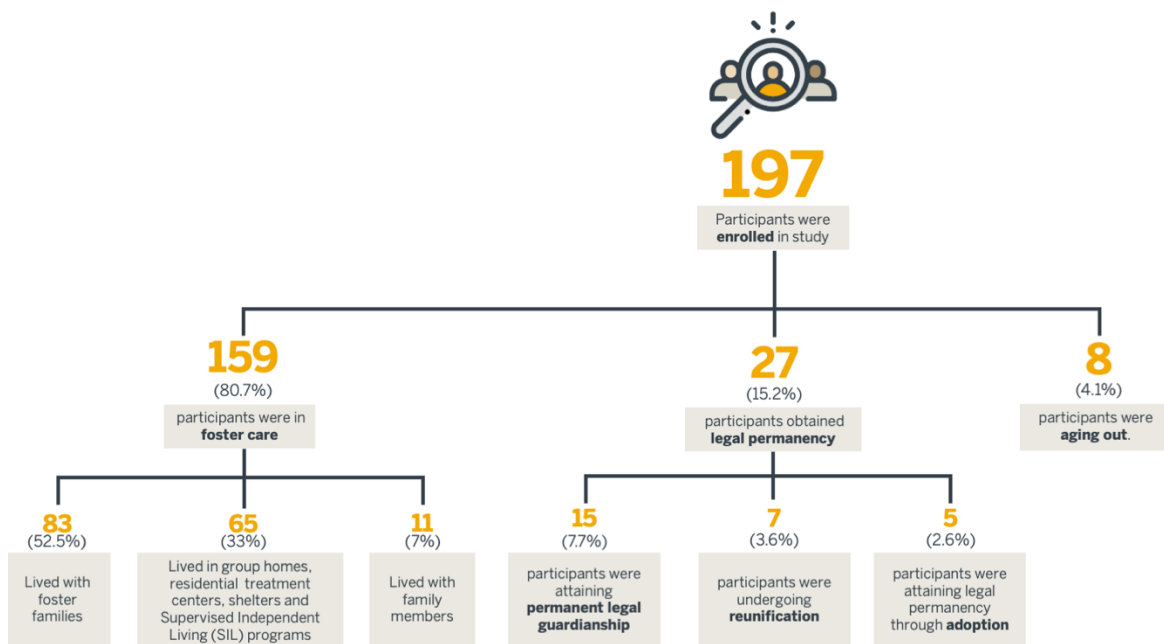 197
Participants were
enrolled in study
159
(80.7%)
participants were in
foster care
27
(15.2%)
participants obtained
legal permanency
8
(4.1%)
participants were
aging out.
83
(52.5%)
Lived with
foster
families
65
(33%)
Lived in group homes,
residential treatment
centers, shelters and
Supervised Independent
Living (SIL) programs
11
(7%)
Lived with
family
members
15
(7.7%)
participants were
attaining
permanent legal
guardianship
7
(3.6%)
participants were
undergoing
reunification
5
(2.6%)
participants were
attaining legal
permanency
through adoption